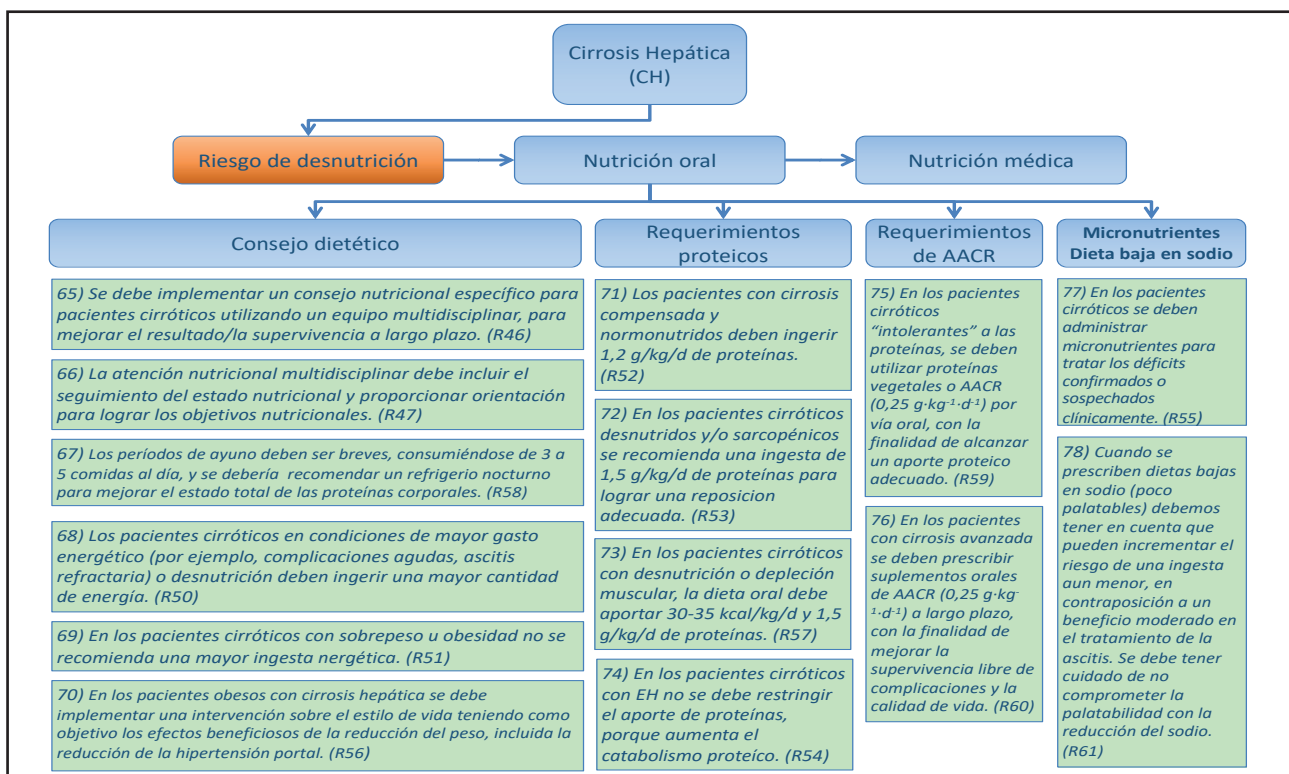 Cirrosis Hepática
(CH)
Riesgo de desnutrición
Nutrición oral
Nutrición médica
Consejo dietético
65) Se debe implementar un consejo nutricional específico para
pacientes cirróticos utilizando un equipo multidisciplinar, para
mejorar el resultado/la supervivencia a largo plazo. (R46)
66) La atención nutricional multidisciplinar debe incluir el
seguimiento del estado nutricional y proporcionar orientación
para lograr los objetivos nutricionales. (R47)
67) Los períodos de ayuno deben ser breves, consumiéndose de 3 a
5 comidas al día, y se debería recomendar un refrigerio nocturno
para mejorar el estado total de las proteínas corporales. (R58)
68) Los pacientes cirróticos en condiciones de mayor gasto
energético (por ejemplo, complicaciones agudas, ascitis
refractaria) o desnutrición deben ingerir una mayor cantidad
de energía. (R50)
69) En los pacientes cirróticos con sobrepeso u obesidad no se
recomienda una mayor ingesta nergética. (R51)
70) En los pacientes obesos con cirrosis hepática se debe
implementar una intervención sobre el estilo de vida teniendo como
objetivo los efectos beneficiosos de la reducción del peso, incluida la
reducción de la hipertensión portal. (R56)
Requerimientos
proteicos
71) Los pacientes con cirrosis
compensada y
normonutridos deben ingerir
1,2 g/kg/d de proteínas.
(R52)
72) En los pacientes cirróticos
desnutridos y/o sarcopénicos
se recomienda una ingesta de
1,5 g/kg/d de proteínas para
lograr una reposicion
adecuada. (R53)
73) En los pacientes cirróticos
con desnutrición o depleción
muscular, la dieta oral debe
aportar 30-35 kcal/kg/d y 1,5
g/kg/d de proteínas. (R57)
74) En los pacientes cirróticos
con EH no se debe restringir
el aporte de proteínas,
porque aumenta el
catabolismo proteíco. (R54)
Requerimientos
de AACR
75) En los pacientes
cirróticos
“intolerantes” a las
proteínas, se deben
utilizar proteínas
vegetales o AACR
(0,25 g·kg⁻¹·d⁻¹) por
vía oral, con la
finalidad de alcanzar
un aporte proteico
adecuado. (R59)
76) En los pacientes
con cirrosis avanzada
se deben prescribir
suplementos orales
de AACR (0,25 g·kg⁻
¹·d⁻¹) a largo plazo,
con la finalidad de
mejorar la
supervivencia libre de
complicaciones y la
calidad de vida. (R60)
Micronutrientes
Dieta baja en sodio
77) En los pacientes
cirróticos se deben
administrar
micronutrientes para
tratar los déficits
confirmados o
sospechados
clínicamente. (R55)
78) Cuando se
prescriben dietas bajas
en sodio (poco
palatables) debemos
tener en cuenta que
pueden incrementar el
riesgo de una ingesta
aun menor, en
contraposición a un
beneficio moderado en
el tratamiento de la
ascitis. Se debe tener
cuidado de no
comprometer la
palatabilidad con la
reducción del sodio.
(R61)